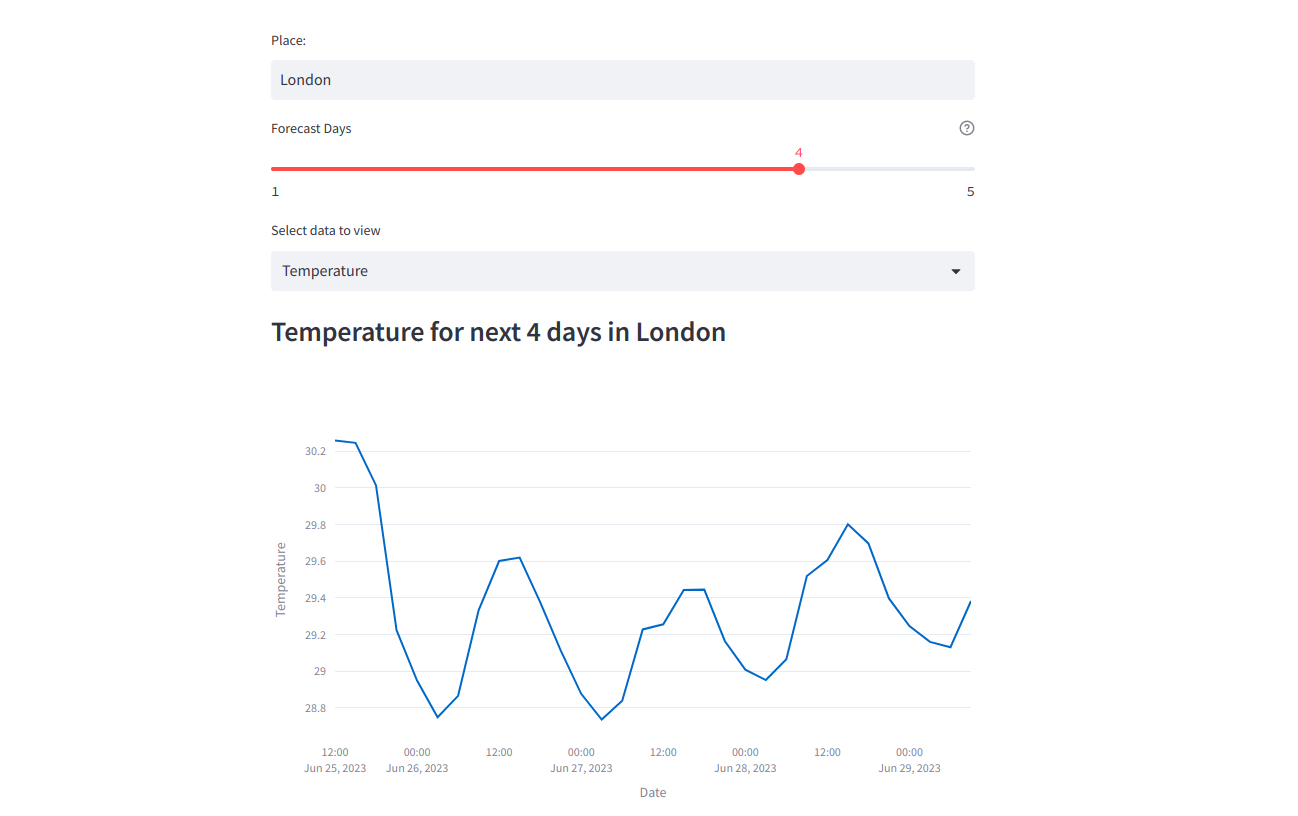 Place:
London
Forecast Days
4
1 5
Select data to view
Temperature
Temperature for next 4 days in London
30.2
30
29.8
29.6
29.4
29.2
29
28.8
Temperature
12:00 00:00 12:00 00:00 12:00 00:00 12:00 00:00
Jun 25, 2023 Jun 26, 2023 Jun 27, 2023 Jun 28, 2023 Jun 29, 2023
Date